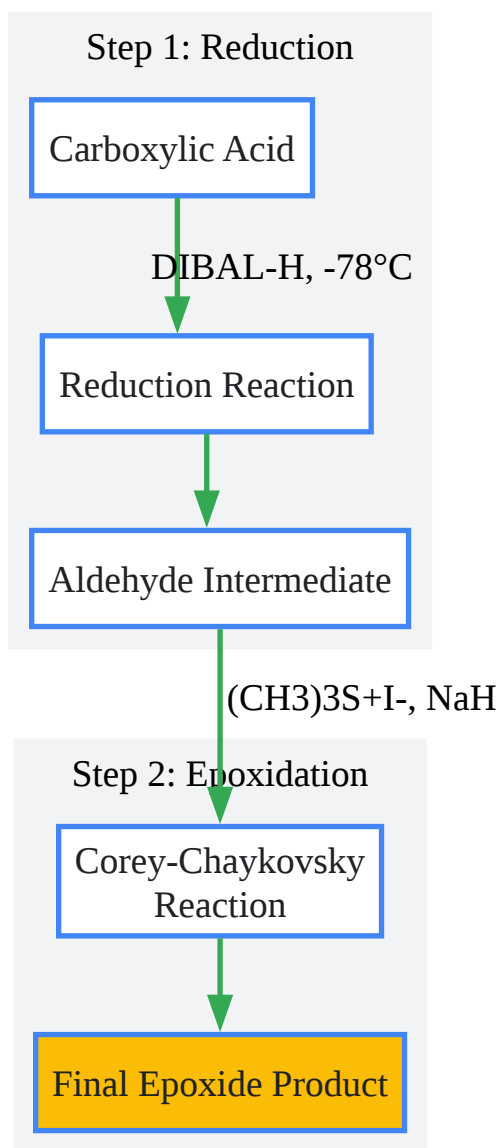 Step 1: Reduction
Carboxylic Acid
DIBAL-H, -78°C
Reduction Reaction
Aldehyde Intermediate
(CH3)3S+I-, NaH
Step 2: Epoxidation
Corey-Chaykovsky
Reaction
Final Epoxide Product